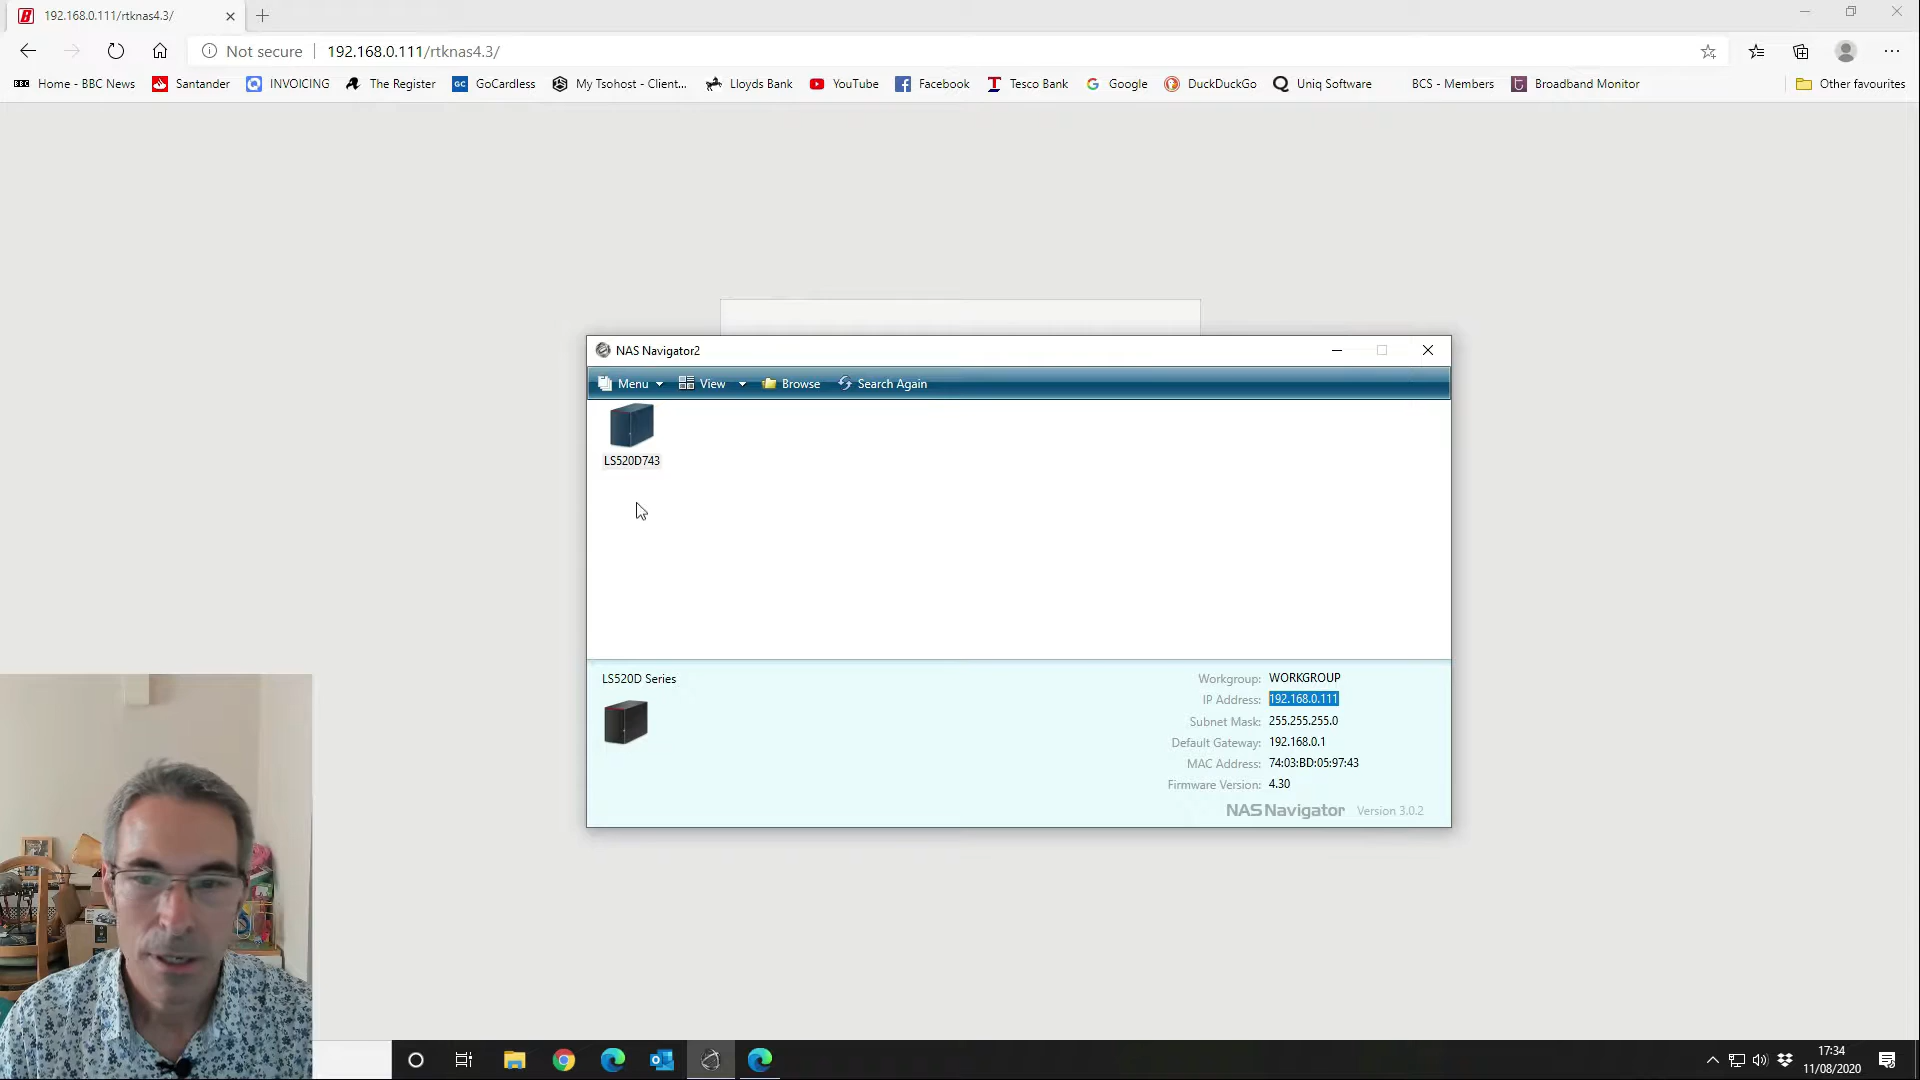 192.168.0.111/rtknas4.3/
Not secure 192.168.0.111/rtknas4.3/
BBC Home - BBC News Santander INVOICING The Register GC GoCardless My Tsohost - Client... Lloyds Bank YouTube Facebook Tesco Bank Google DuckDuckGo Uniq Software BCS - Members Broadband Monitor Other favourites
NAS Navigator2
Menu View Browse Search Again
LS520D743
LS520D Series
Workgroup: WORKGROUP
IP Address: 192.168.0.111
Subnet Mask: 255.255.255.0
Default Gateway: 192.168.0.1
MAC Address: 74:03:BD:05:97:43
Firmware Version: 4.30
NAS Navigator Version 3.0.2
17:34
11/08/2020